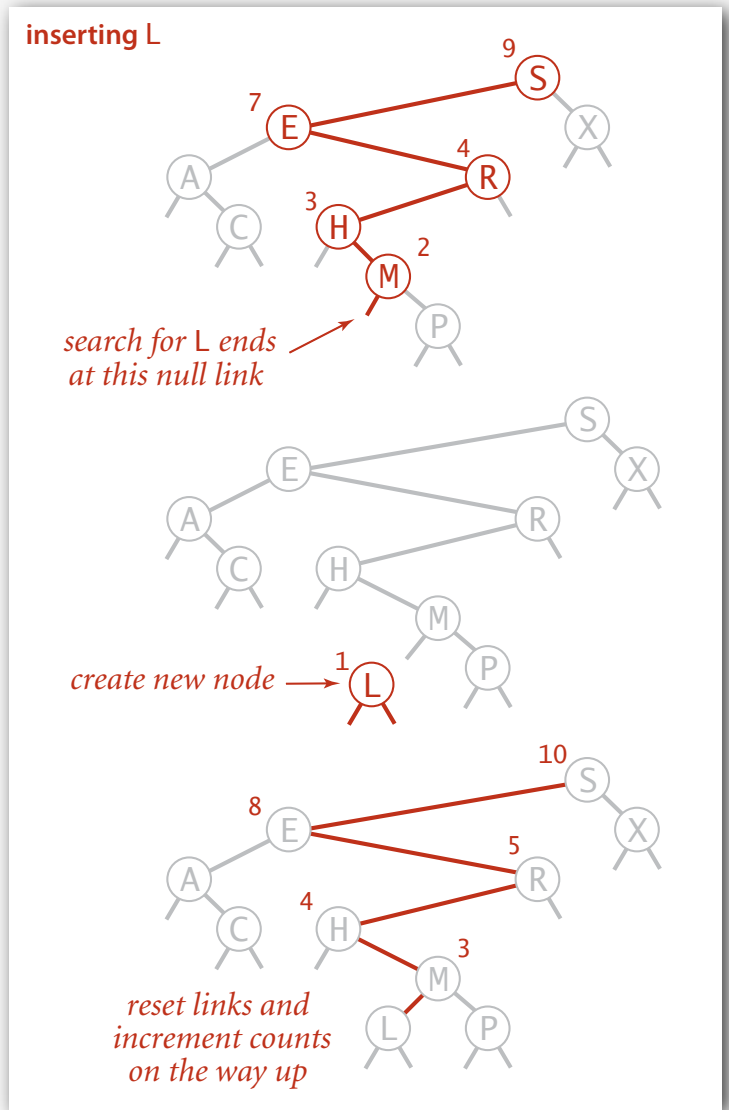 inserting L
9
S
7
E
X
4
A
R
3
C
H
2
M
P
search for L ends
at this null link
S
E
X
A
R
C
H
M
P
1
create new node
L
10
S
8
E
X
5
A
R
4
C
H
3
M
reset links and
L
P
increment counts
on the way up